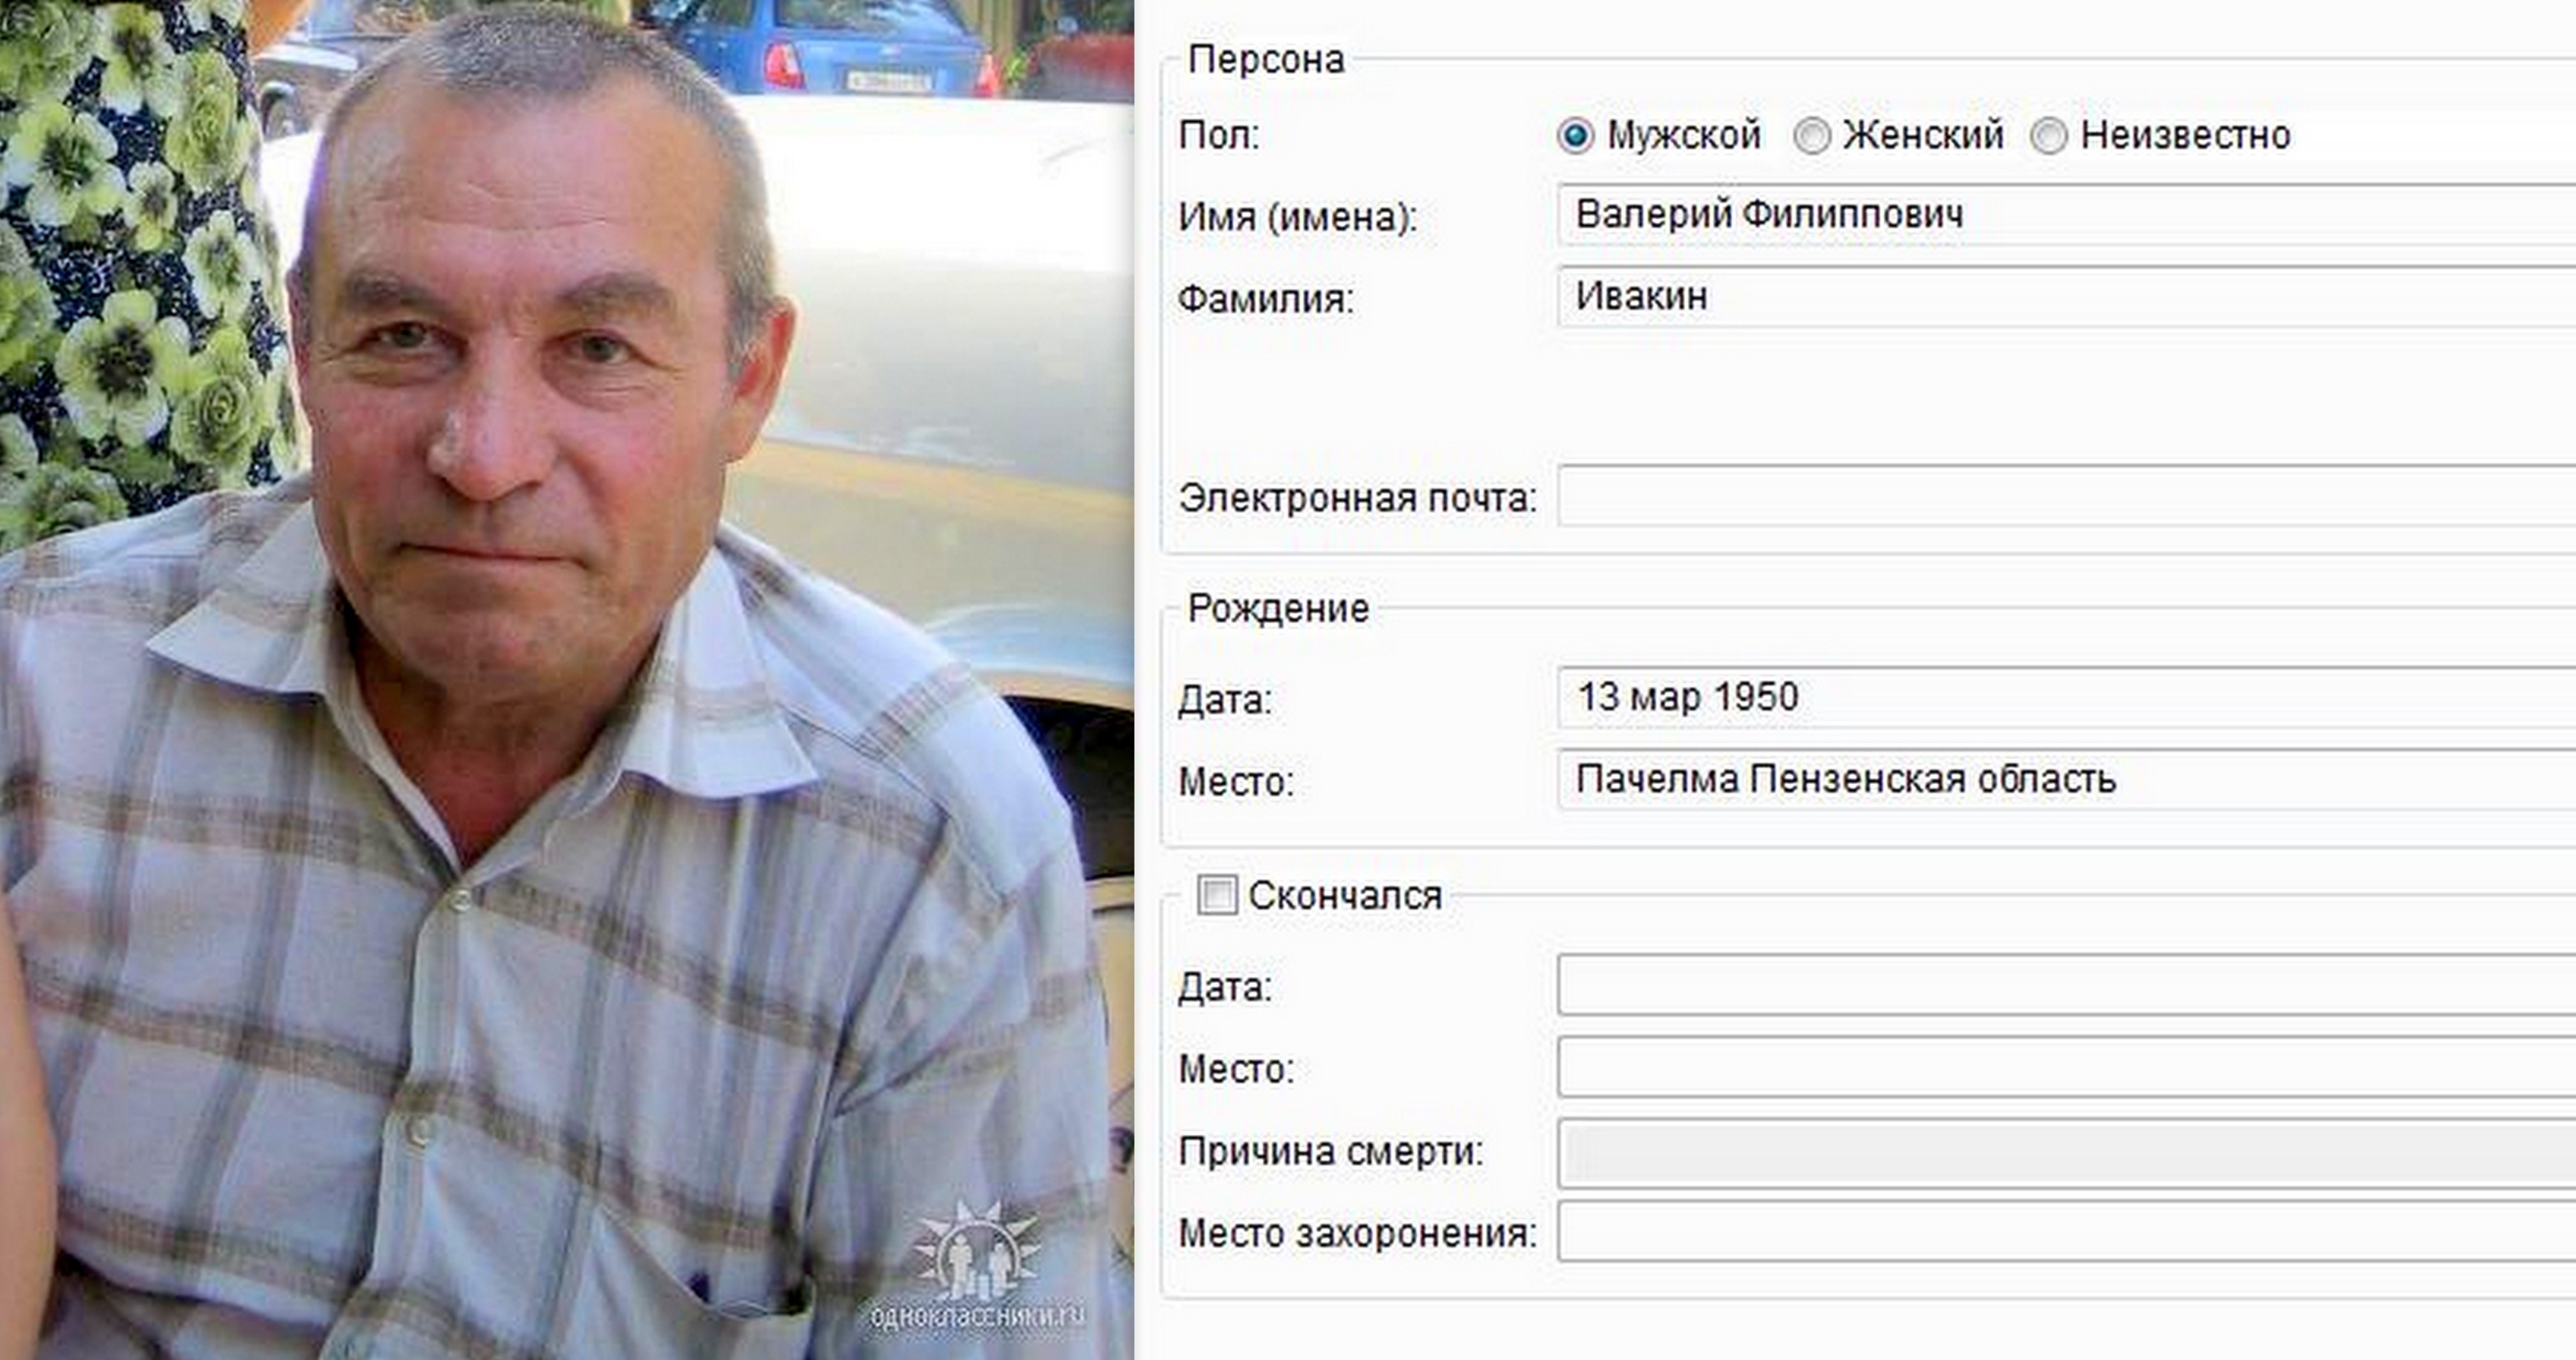 Персона
Пол: Мужской Женский Неизвестно
Имя (имена): Валерий Филиппович
Фамилия: Ивакин
Электронная почта:
Рождение
Дата: 13 мар 1950
Место: Пачелма Пензенская область
Скончался
Дата:
Место:
Причина смерти:
Место захоронения:
одноклассники.ru